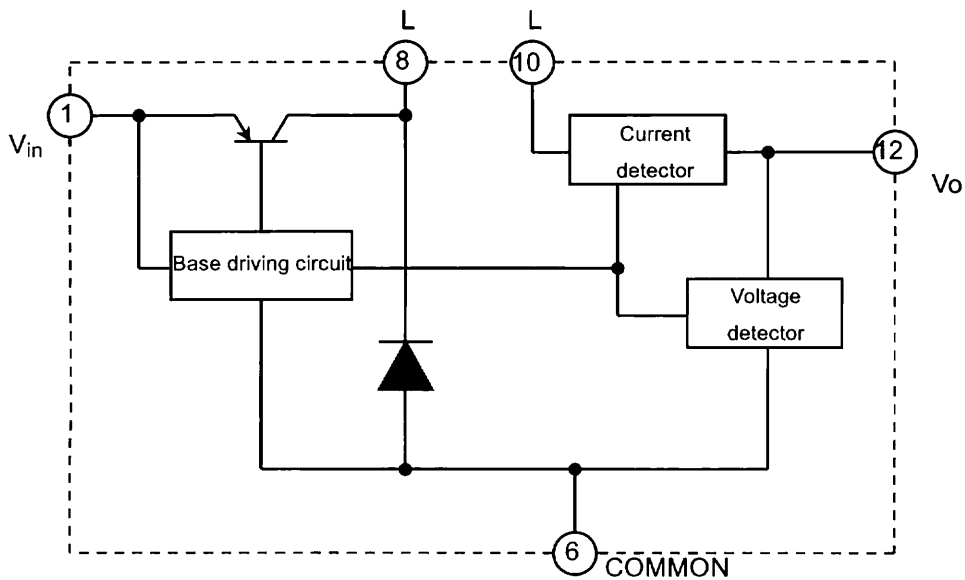 L
L
8
10
1
Vin
Current
detector
12
Vo
Base driving circuit
Voltage
detector
6
COMMON